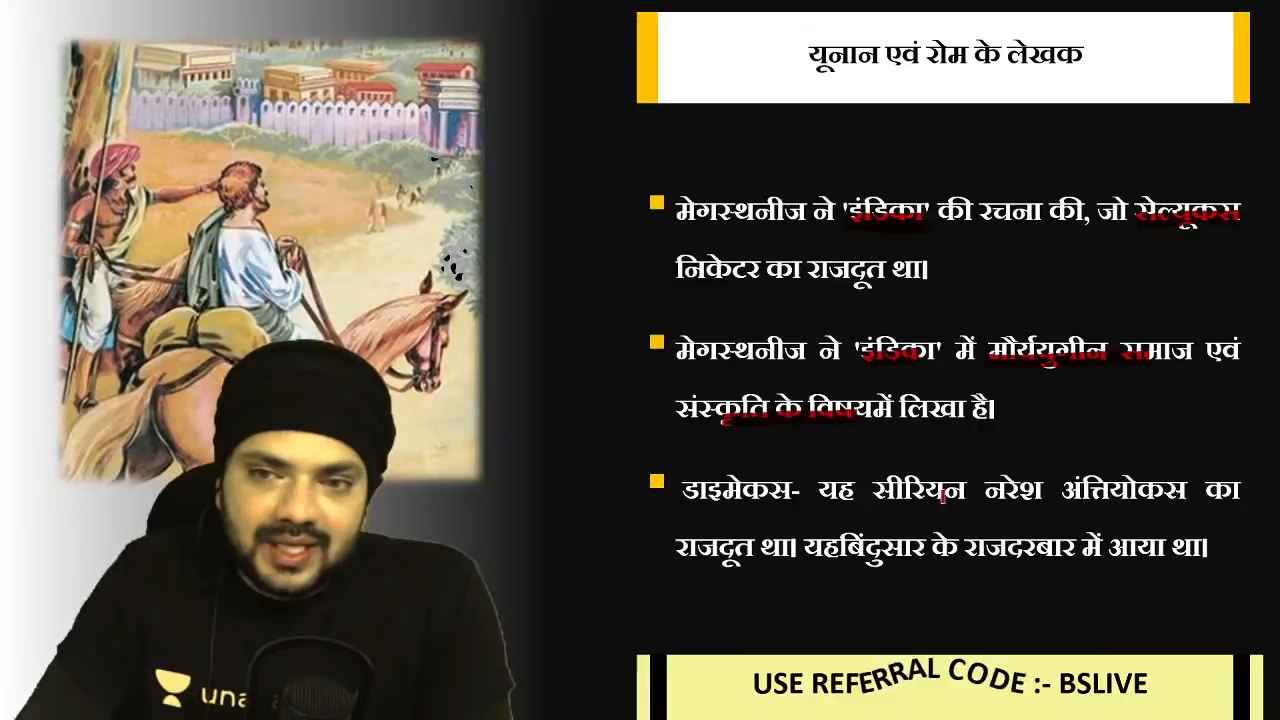 यूनान एवं रोम के लेखक
मेगस्थनीज ने 'इंडिका' की रचना की, जो सेल्यूकस
निकेटर का राजदूत था।
मेगस्थनीज ने 'इंडिका' में मौर्ययुगीन समाज एवं
संस्कृति के विषयमें लिखा है।
डाइमेकस- यह सीरियन नरेश अंत्तियोकस का
राजदूत था। यहबिंदुसार के राजदरबार में आया था।
USE REFERRAL CODE :- BSLIVE